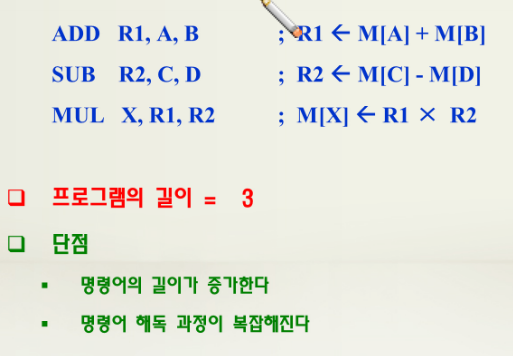 ADD R1, A, B ; R1 ← M[A] + M[B]
SUB R2, C, D ; R2 ← M[C] - M[D]
MUL X, R1, R2 ; M[X] ← R1 × R2
프로그램의 길이 = 3
단점
명령어의 길이가 증가한다
명령어 해독 과정이 복잡해진다